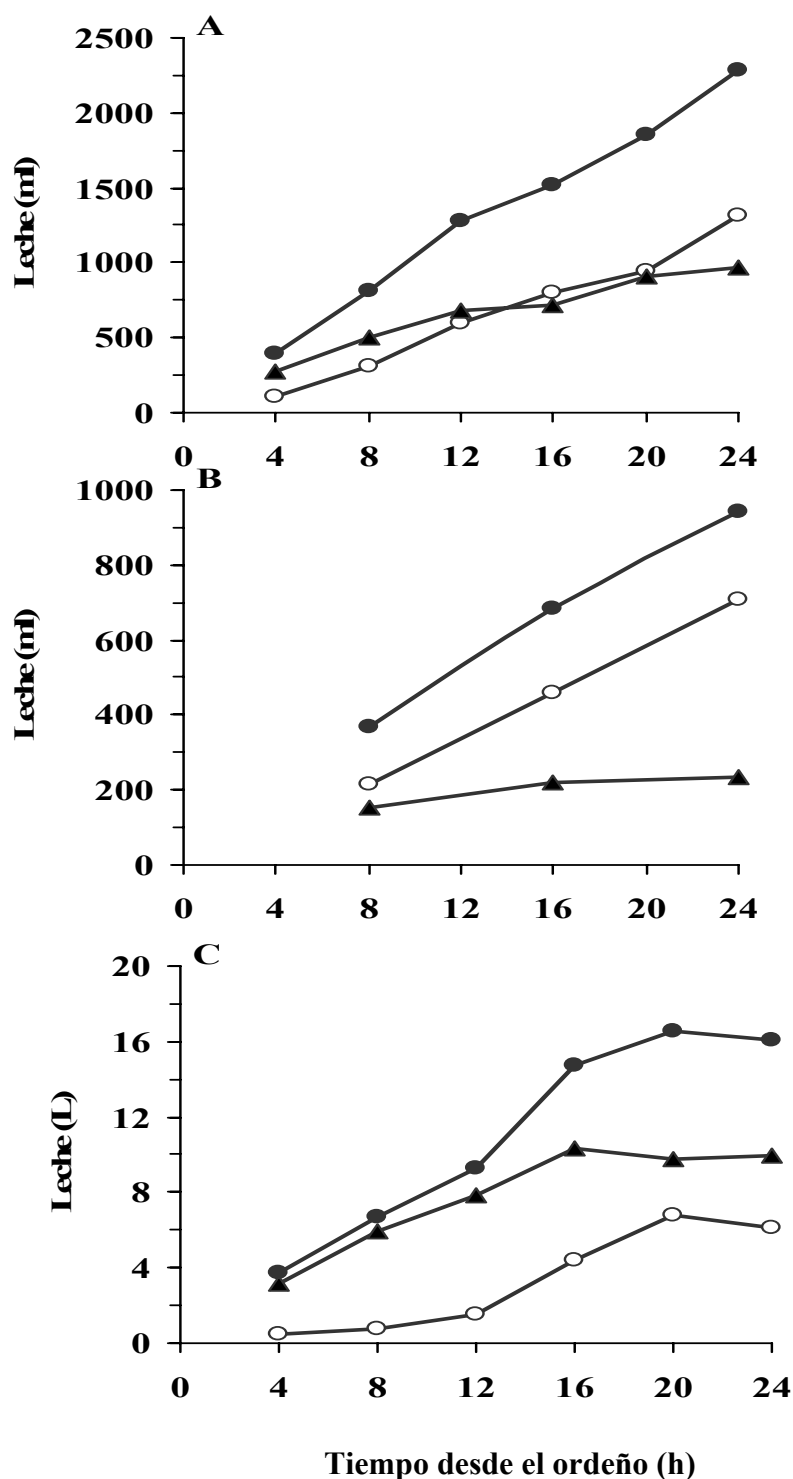 A
2500
2000
1500
1000
500
0
Leche (ml)
0 4 8 12 16 20 24
B
1000
800
600
400
200
0
Leche (ml)
0 4 8 12 16 20 24
C
20
16
12
8
4
0
Leche (L)
0 4 8 12 16 20 24
Tiempo desde el ordeño (h)